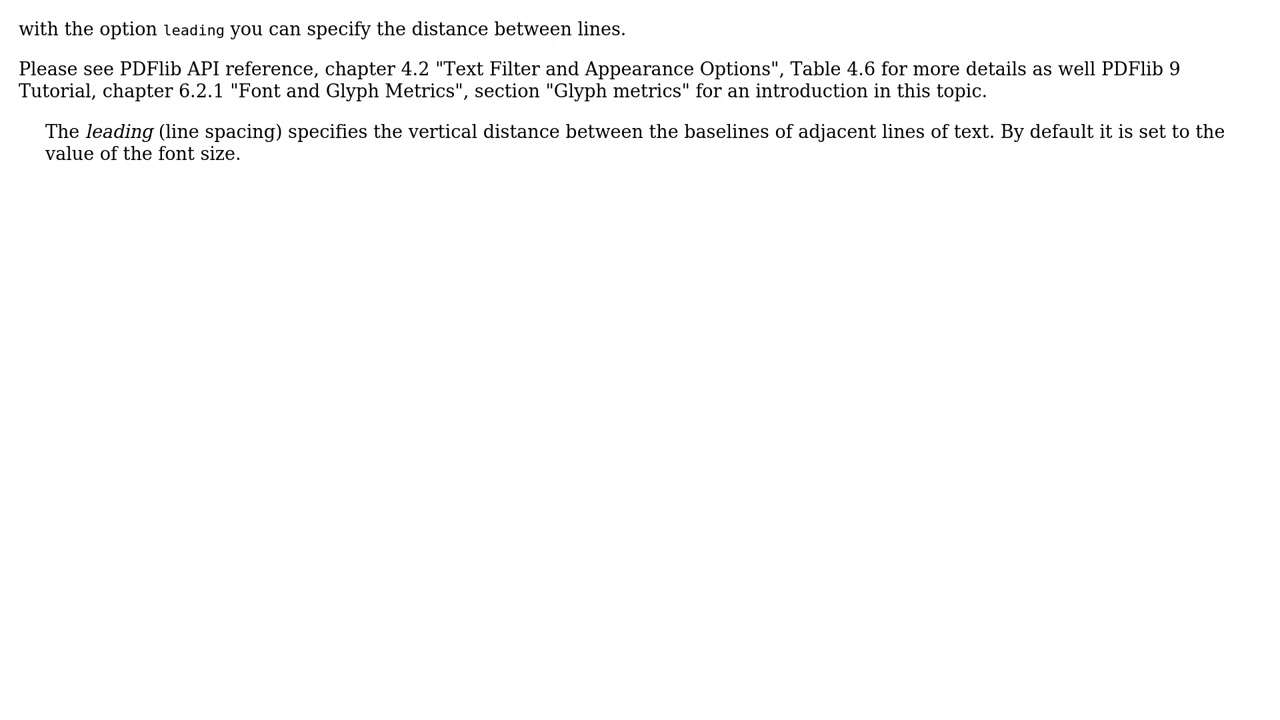 with the option leading you can specify the distance between lines.
Please see PDFlib API reference, chapter 4.2 "Text Filter and Appearance Options", Table 4.6 for more details as well PDFlib 9
Tutorial, chapter 6.2.1 "Font and Glyph Metrics", section "Glyph metrics" for an introduction in this topic.
The leading (line spacing) specifies the vertical distance between the baselines of adjacent lines of text. By default it is set to the
value of the font size.